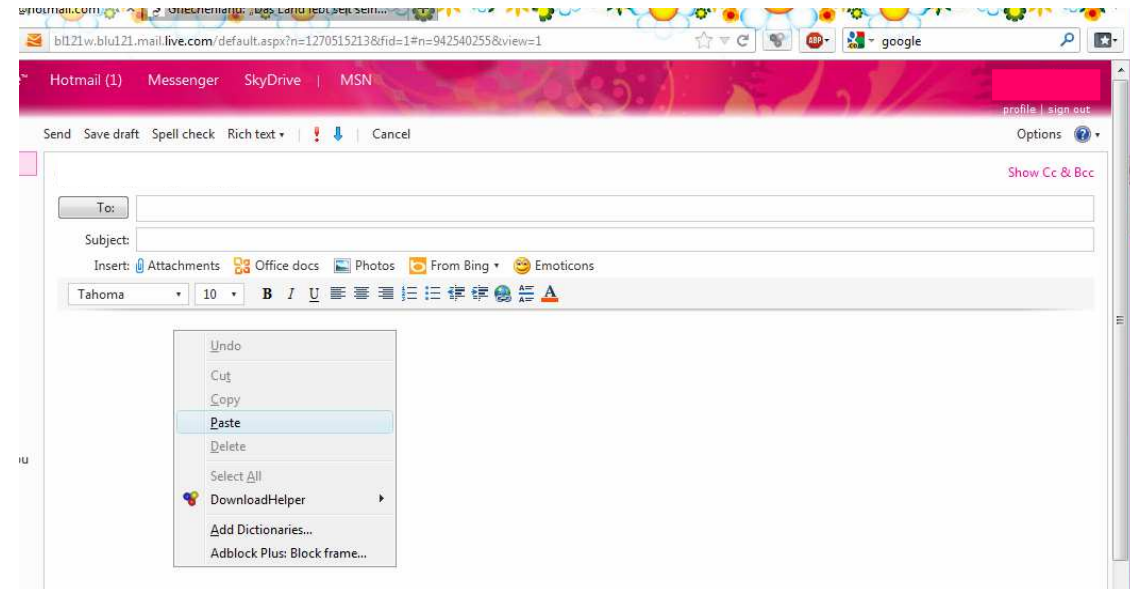 @hotmail.com
Griechenland: „Das Land lebt seit sein...
bl121w.blu121.mail.live.com/default.aspx?n=1270515213&fid=1#n=942540255&view=1
ABP
google
Hotmail (1) Messenger SkyDrive | MSN
profile | sign out
Send Save draft Spell check Rich text | Cancel
Options
Show Cc & Bcc
To:
Subject:
Insert: Attachments Office docs Photos From Bing Emoticons
Tahoma 10 B I U A
Undo
Cut
Copy
Paste
Delete
ou
Select All
DownloadHelper
Add Dictionaries...
Adblock Plus: Block frame...